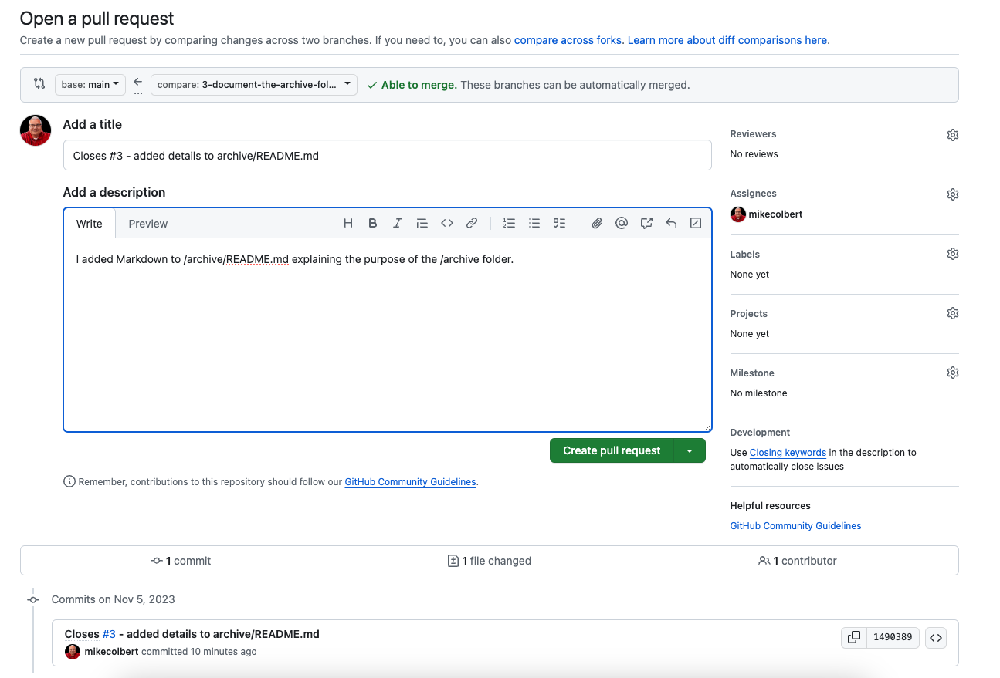 Open a pull request
Create a new pull request by comparing changes across two branches. If you need to, you can also compare across forks. Learn more about diff comparisons here.
base: main
...
compare: 3-document-the-archive-fol...
Able to merge. These branches can be automatically merged.
Add a title
Closes #3 - added details to archive/README.md
Add a description
Write
Preview
I added Markdown to /archive/README.md explaining the purpose of the /archive folder.
Create pull request
Remember, contributions to this repository should follow our GitHub Community Guidelines.
Reviewers
No reviews
Assignees
mikecolbert
Labels
None yet
Projects
None yet
Milestone
No milestone
Development
Use Closing keywords in the description to
automatically close issues
Helpful resources
GitHub Community Guidelines
1 commit
1 file changed
1 contributor
Commits on Nov 5, 2023
Closes #3 - added details to archive/README.md
mikecolbert committed 10 minutes ago
1490389